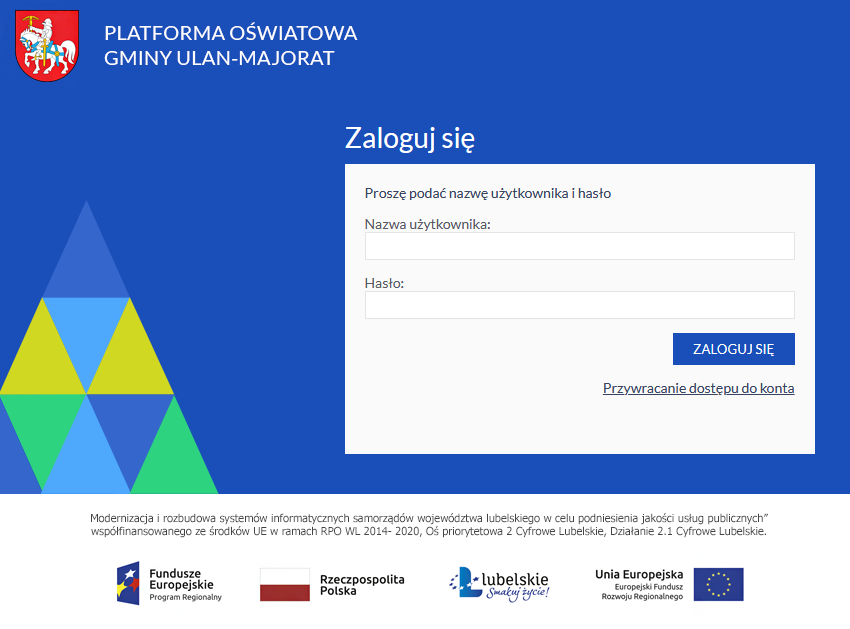 PLATFORMA OŚWIATOWA
GMINY ULAN-MAJORAT
Zaloguj się
Proszę podać nazwę użytkownika i hasło
Nazwa użytkownika:
Hasło:
ZALOGUJ SIĘ
Przywracanie dostępu do konta
Modernizacja i rozbudowa systemów informatycznych samorządów województwa lubelskiego w celu podniesienia jakości usług publicznych”
współfinansowanego ze środków UE w ramach RPO WL 2014- 2020, Oś priorytetowa 2 Cyfrowe Lubelskie, Działanie 2.1 Cyfrowe Lubelskie.
Fundusze
Europejskie
Program Regionalny
Rzeczpospolita
Polska
lubelskie
Smakuj życie!
Unia Europejska
Europejski Fundusz
Rozwoju Regionalnego